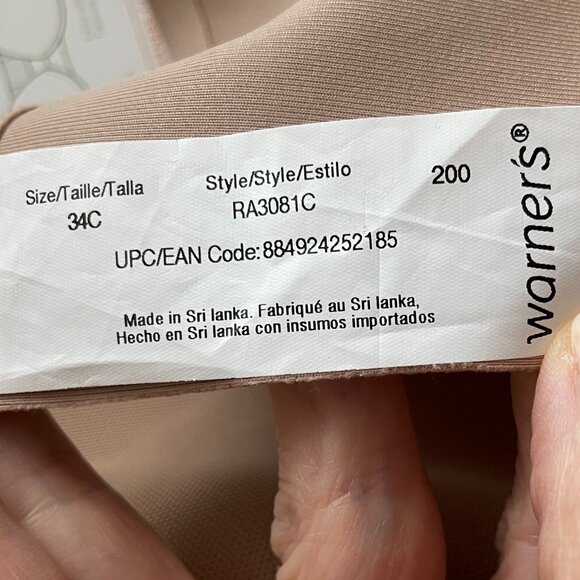 Size/Taille/Talla
34C
Style/Style/Estilo
RA3081C
200
UPC/EAN Code:884924252185
Made in Sri lanka. Fabriqué au Sri lanka,
Hecho en Sri lanka con insumos importados
warner's®